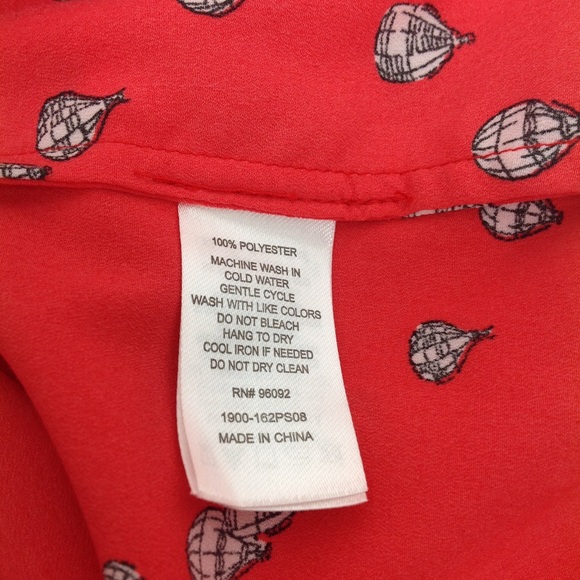 100% POLYESTER
MACHINE WASH IN
COLD WATER
GENTLE CYCLE
WASH WITH LIKE COLORS
DO NOT BLEACH
HANG TO DRY
COOL IRON IF NEEDED
DO NOT DRY CLEAN
RN# 96092
1900-162PS08
MADE IN CHINA